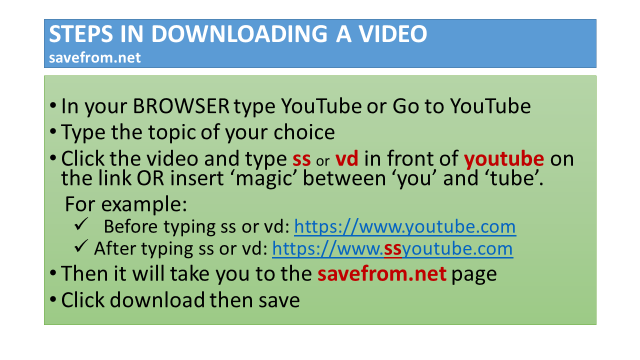 STEPS IN DOWNLOADING A VIDEO
savefrom.net
• In your BROWSER type YouTube or Go to YouTube
• Type the topic of your choice
• Click the video and type ss or vd in front of youtube on
the link OR insert ‘magic’ between ‘you’ and ‘tube’.
For example:
✓ Before typing ss or vd: https://www.youtube.com
✓ After typing ss or vd: https://www.ssyoutube.com
• Then it will take you to the savefrom.net page
• Click download then save